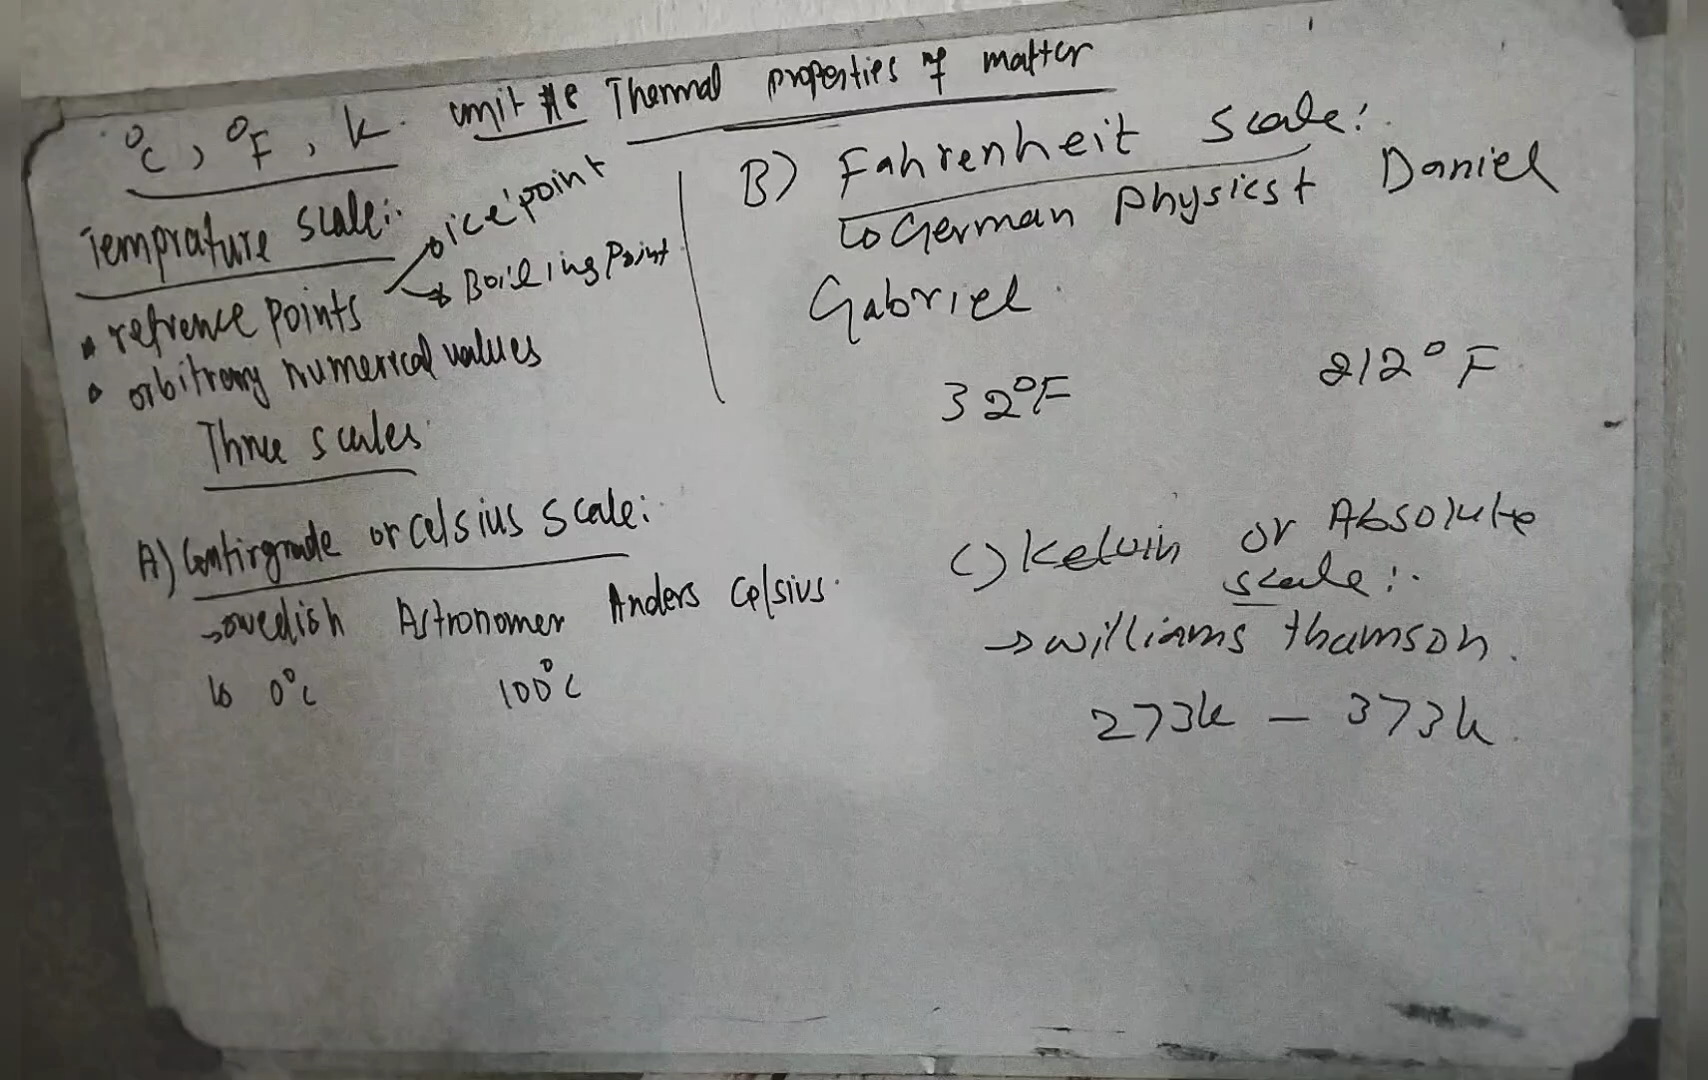 unit #e Thermal properties of matter
°C, °F, k.
Temprature scale:.
ice point
Boiling Point
refrence points
orbitrary numerical values
Three scales
A) Centirgrade or Celsius scale:
→swedish Astronomer Anders Celsius.
↳ 0°C 100°C
B) Fahrenheit scale:
↳ German physicst Daniel
Gabriel.
32°F 212°F
C) Kelvin or Absolute
scale:.
→ williams thamson.
273k – 373k.